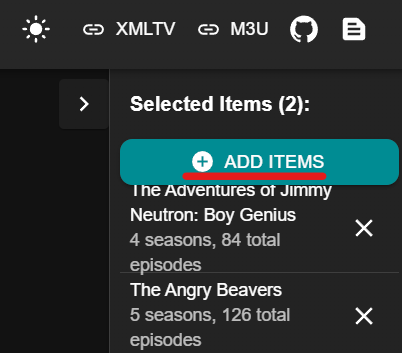 XMLTV M3U
Selected Items (2):
ADD ITEMS
The Adventures of Jimmy
Neutron: Boy Genius
4 seasons, 84 total
episodes
The Angry Beavers
5 seasons, 126 total
episodes